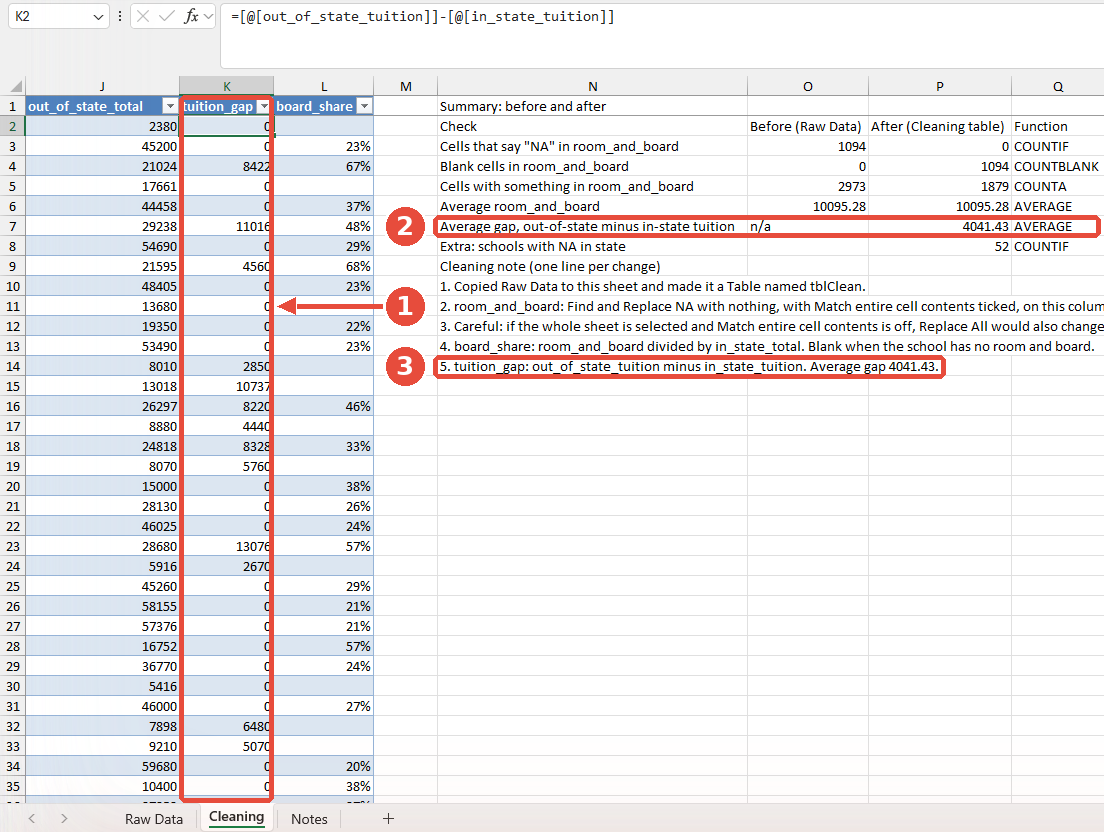 K2 fx =[@[out_of_state_tuition]]-[@[in_state_tuition]]
J K L M N O P Q
1 out_of_state_total tuition_gap board_share Summary: before and after
2 2380 0 Check Before (Raw Data) After (Cleaning table) Function
3 45200 0 23% Cells that say "NA" in room_and_board 1094 0 COUNTIF
4 21024 8422 67% Blank cells in room_and_board 0 1094 COUNTBLANK
5 17661 0 Cells with something in room_and_board 2973 1879 COUNTA
6 44458 0 37% Average room_and_board 10095.28 10095.28 AVERAGE
7 29238 11016 48% 2 Average gap, out-of-state minus in-state tuition n/a 4041.43 AVERAGE
8 54690 0 29% Extra: schools with NA in state 52 COUNTIF
9 21595 4560 68% Cleaning note (one line per change)
10 48405 0 23% 1. Copied Raw Data to this sheet and made it a Table named tblClean.
11 13680 0 1 2. room_and_board: Find and Replace NA with nothing, with Match entire cell contents ticked, on this colum
12 19350 0 22% 3. Careful: if the whole sheet is selected and Match entire cell contents is off, Replace All would also change
13 53490 0 23% 4. board_share: room_and_board divided by in_state_total. Blank when the school has no room and board.
14 8010 2850 3 5. tuition_gap: out_of_state_tuition minus in_state_tuition. Average gap 4041.43.
15 13018 10737
16 26297 8220 46%
17 8880 4440
18 24818 8328 33%
19 8070 5760
20 15000 0 38%
21 28130 0 26%
22 46025 0 24%
23 28680 13076 57%
24 5916 2670
25 45260 0 29%
26 58155 0 21%
27 57376 0 21%
28 16752 0 57%
29 36770 0 24%
30 5416 0
31 46000 0 27%
32 7898 6480
33 9210 5070
34 59680 0 20%
35 10400 0 38%
Raw Data Cleaning Notes